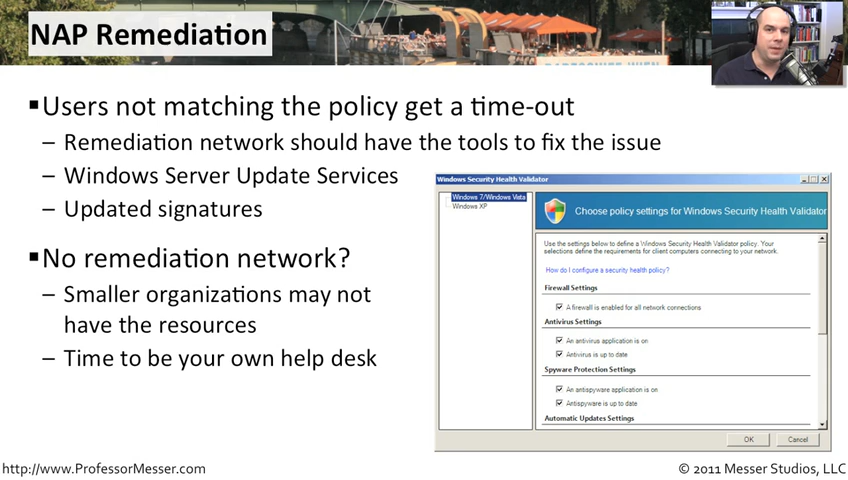 NAP Remediation
▪Users not matching the policy get a time-out
– Remediation network should have the tools to fix the issue
– Windows Server Update Services
– Updated signatures
▪No remediation network?
– Smaller organizations may not
have the resources
– Time to be your own help desk
Windows Security Health Validator
Windows 7/Windows Vista
Windows XP
Choose policy settings for Windows Security Health Validator
Use the settings below to define a Windows Security Health Validator policy. Your
selections define the requirements for client computers connecting to your network.
How do I configure a security health policy?
Firewall Settings
A firewall is enabled for all network connections
Antivirus Settings
An antivirus application is on
Antivirus is up to date
Spyware Protection Settings
An antispyware application is on
Antispyware is up to date
Automatic Updates Settings
OK Cancel
http://www.ProfessorMesser.com
© 2011 Messer Studios, LLC